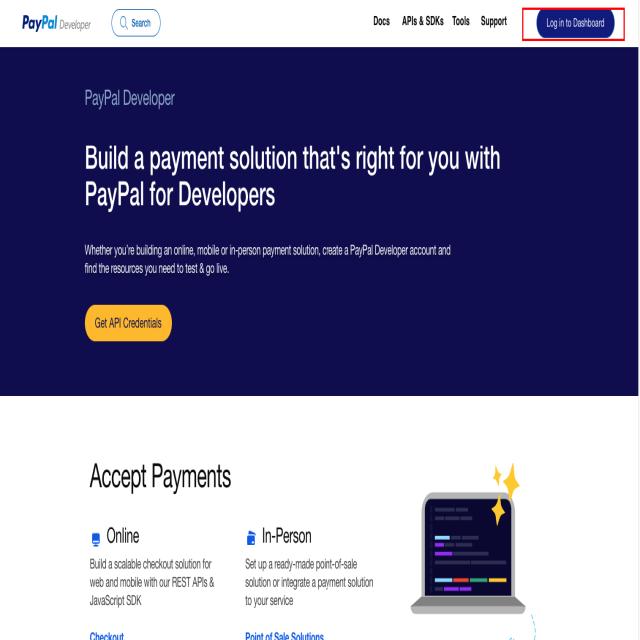 PayPal Developer
Search
Docs
APIs & SDKs
Tools
Support
Log in to Dashboard
PayPal Developer
Build a payment solution that's right for you with
PayPal for Developers
Whether you're building an online, mobile or in-person payment solution, create a PayPal Developer account and
find the resources you need to test & go live.
Get API Credentials
Accept Payments
Online
Build a scalable checkout solution for
web and mobile with our REST APIs &
JavaScript SDK
Checkout
In-Person
Set up a ready-made point-of-sale
solution or integrate a payment solution
to your service
Point of Sale Solutions